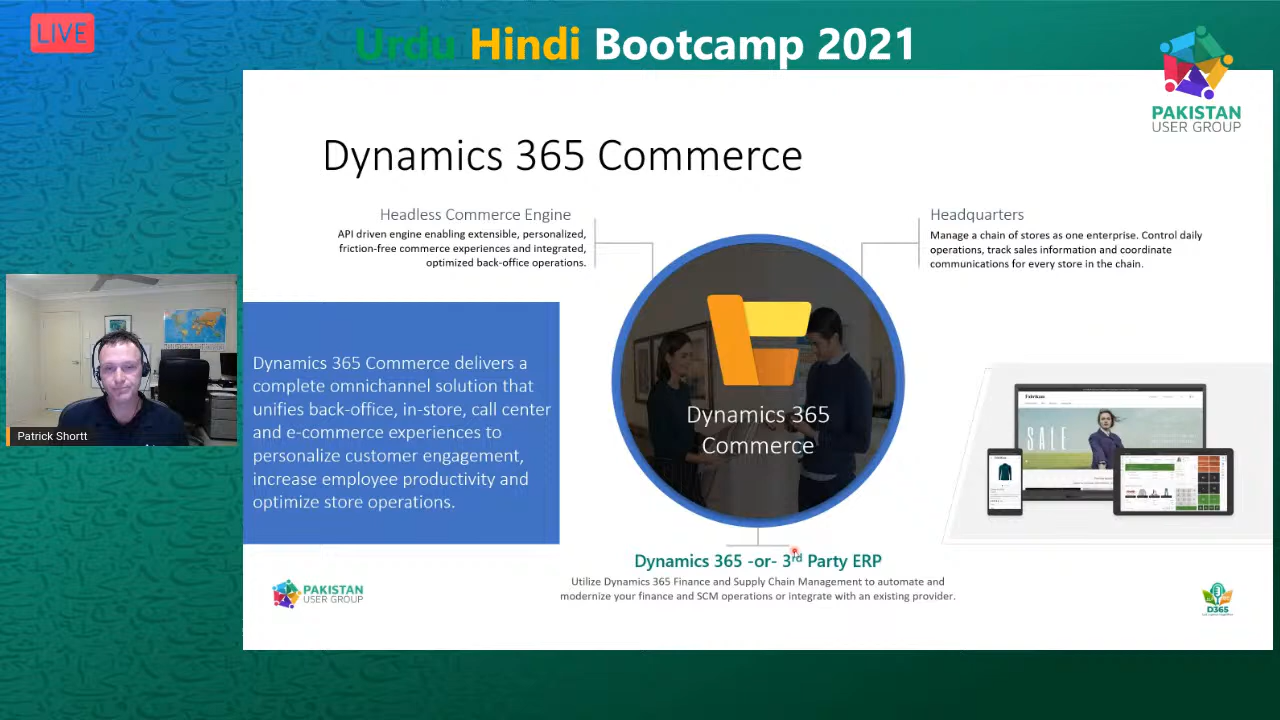 LIVE
Urdu Hindi Bootcamp 2021
PAKISTAN
USER GROUP
Dynamics 365 Commerce
Headless Commerce Engine
API driven engine enabling extensible, personalized,
friction-free commerce experiences and integrated,
optimized back-office operations.
Headquarters
Manage a chain of stores as one enterprise. Control daily
operations, track sales information and coordinate
communications for every store in the chain.
Dynamics 365 Commerce delivers a
complete omnichannel solution that
unifies back-office, in-store, call center
and e-commerce experiences to
personalize customer engagement,
increase employee productivity and
optimize store operations.
Dynamics 365
Commerce
SALE
Patrick Shortt
Dynamics 365 -or- 3rd Party ERP
Utilize Dynamics 365 Finance and Supply Chain Management to automate and
modernize your finance and SCM operations or integrate with an existing provider.
PAKISTAN
USER GROUP
D365